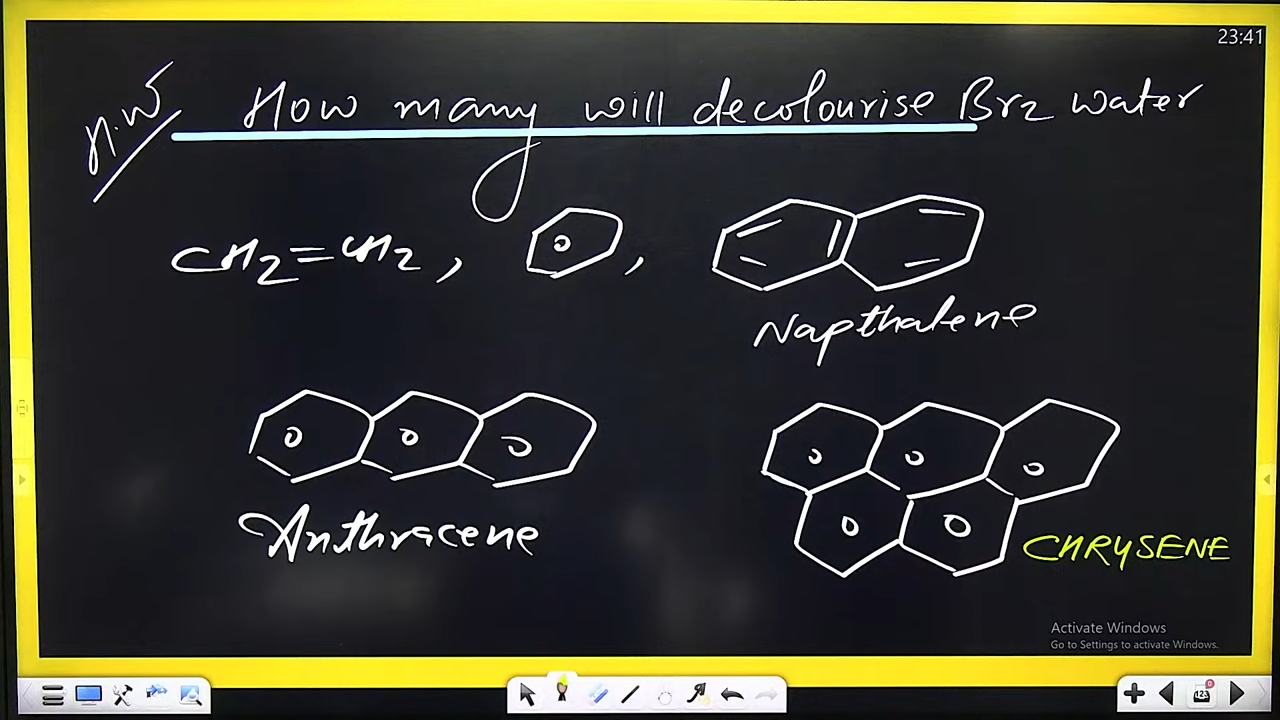 23:41
H.W How many will decolourise Br2 water
CH2=CH2, , 
Napthalene
Anthracene
CHRYSENE
Activate Windows
Go to Settings to activate Windows.
123